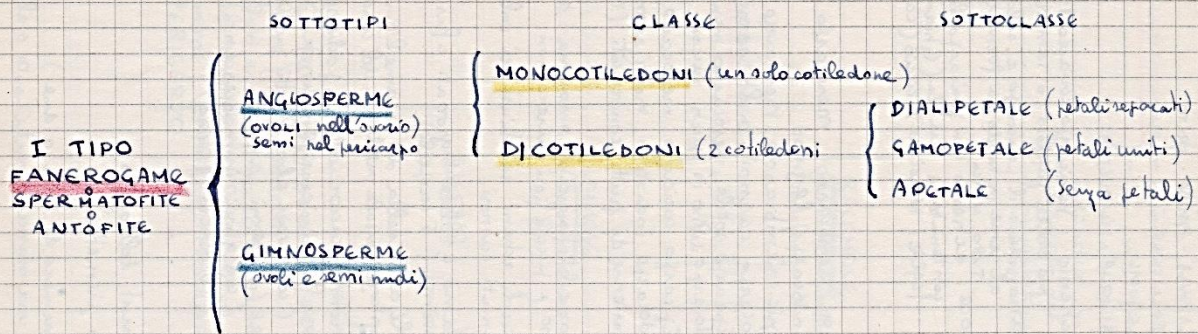 SOTTOTIPI
CLASSE
SOTTOCLASSE
I TIPO
FANEROGAME
o
SPERMATOFITE
o
ANTOFITE
ANGIOSPERME
(ovoli nell'ovario)
semi nel pericarpo
GIMNOSPERME
(ovoli e semi nudi)
MONOCOTILEDONI (un solo cotiledone)
DICOTILEDONI (2 cotiledoni
DIALIPETALE (petali separati)
GAMOPETALE (petali uniti)
APETALE (senza petali)